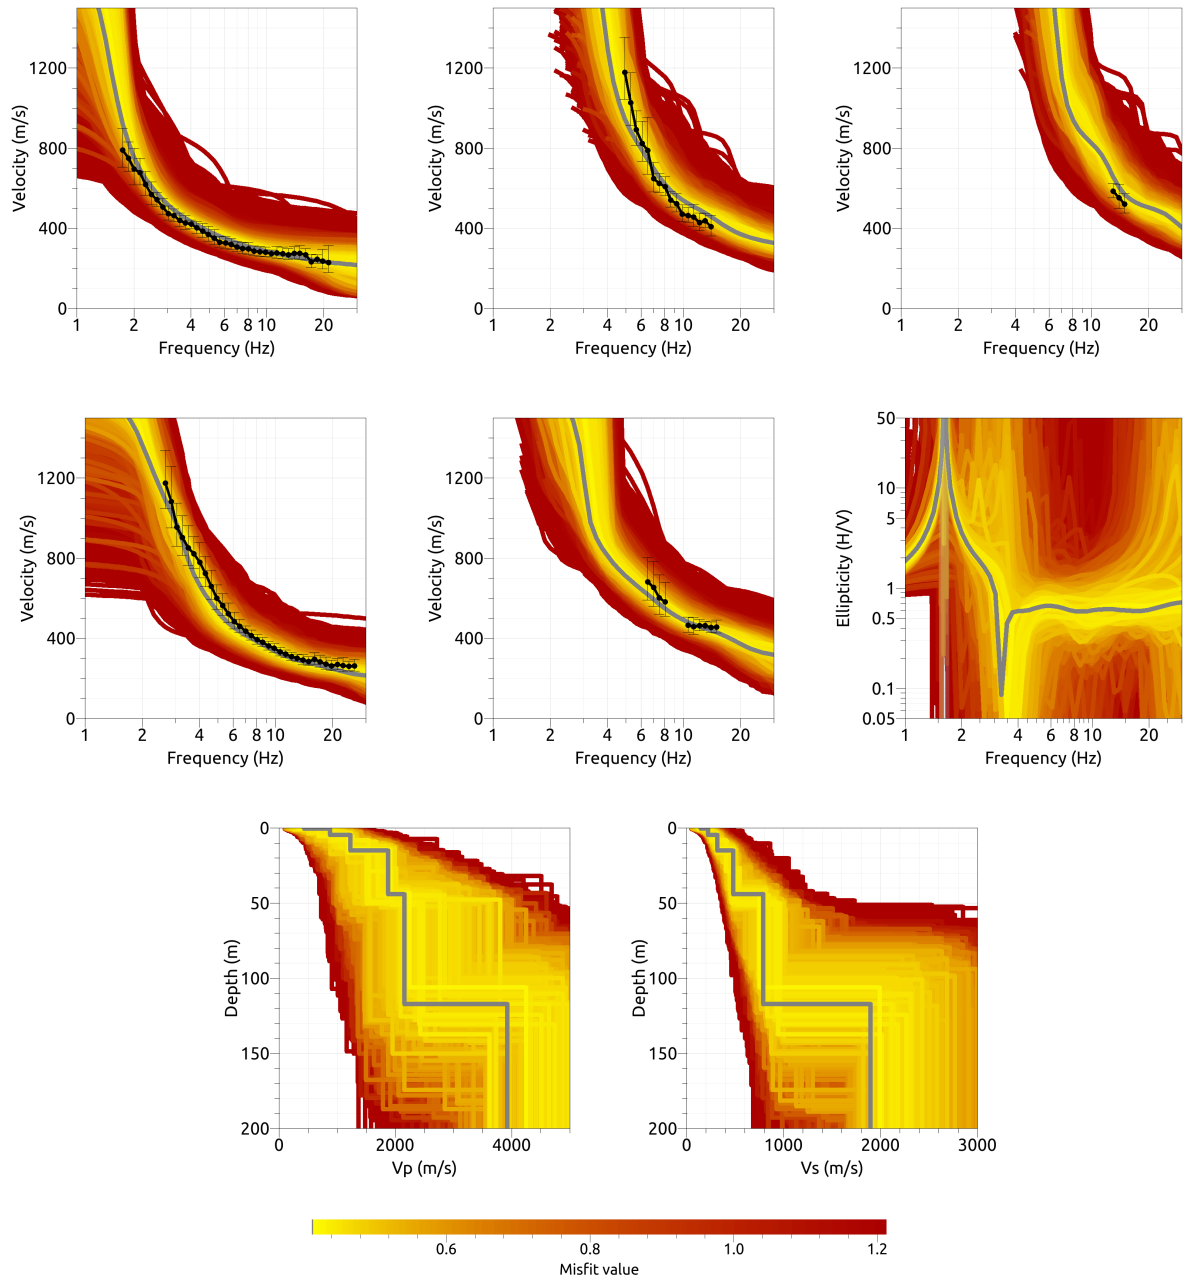 1200
800
400
0
Velocity (m/s)
1 2 4 6 8 10 20
Frequency (Hz)
1200
800
400
0
Velocity (m/s)
1 2 4 6 8 10 20
Frequency (Hz)
1200
800
400
0
Velocity (m/s)
1 2 4 6 8 10 20
Frequency (Hz)
1200
800
400
0
Velocity (m/s)
1 2 4 6 8 10 20
Frequency (Hz)
1200
800
400
0
Velocity (m/s)
1 2 4 6 8 10 20
Frequency (Hz)
50
10
5
1
0.5
0.1
0.05
Ellipticity (H/V)
1 2 4 6 8 10 20
Frequency (Hz)
0
50
100
150
200
Depth (m)
0 2000 4000
Vp (m/s)
0
50
100
150
200
Depth (m)
0 1000 2000 3000
Vs (m/s)
0.6 0.8 1.0 1.2
Misfit value